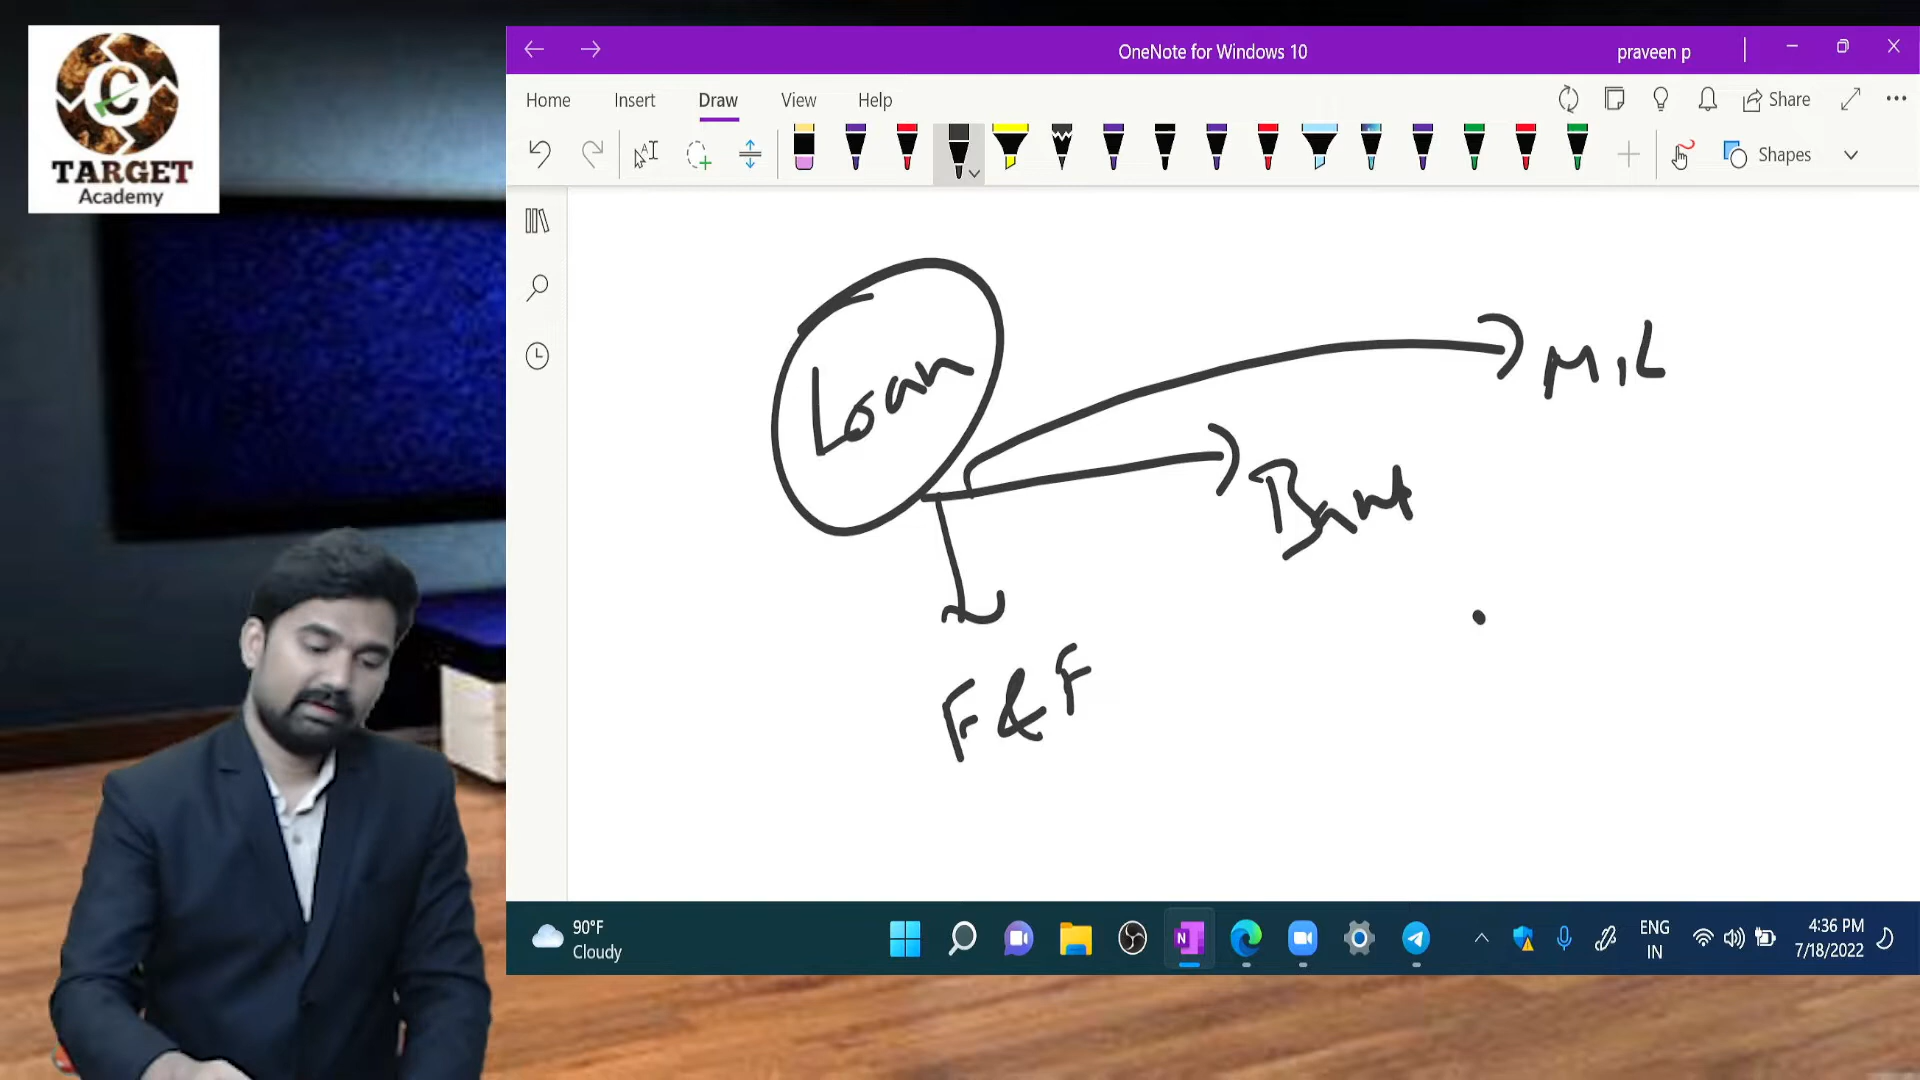 TARGET
Academy
OneNote for Windows 10
praveen p
Home Insert Draw View Help
Share
Shapes
Loan
M.L
Bank
F & F
90°F
Cloudy
ENG
IN
4:36 PM
7/18/2022